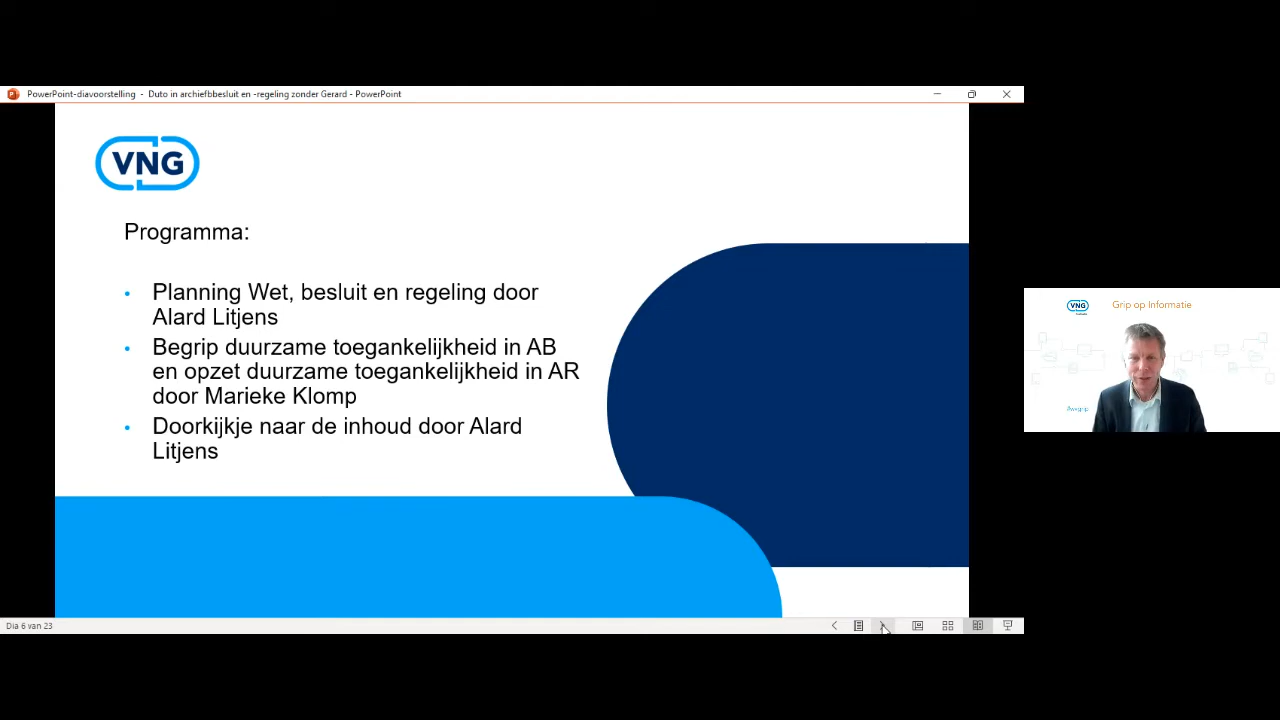 PowerPoint-diavoorstelling - Duto in archiefbbesluit en -regeling zonder Gerard - PowerPoint
VNG
Programma:
• Planning Wet, besluit en regeling door
Alard Litjens
• Begrip duurzame toegankelijkheid in AB
en opzet duurzame toegankelijkheid in AR
door Marieke Klomp
• Doorkijkje naar de inhoud door Alard
Litjens
Dia 6 van 23
VNG
Grip op Informatie